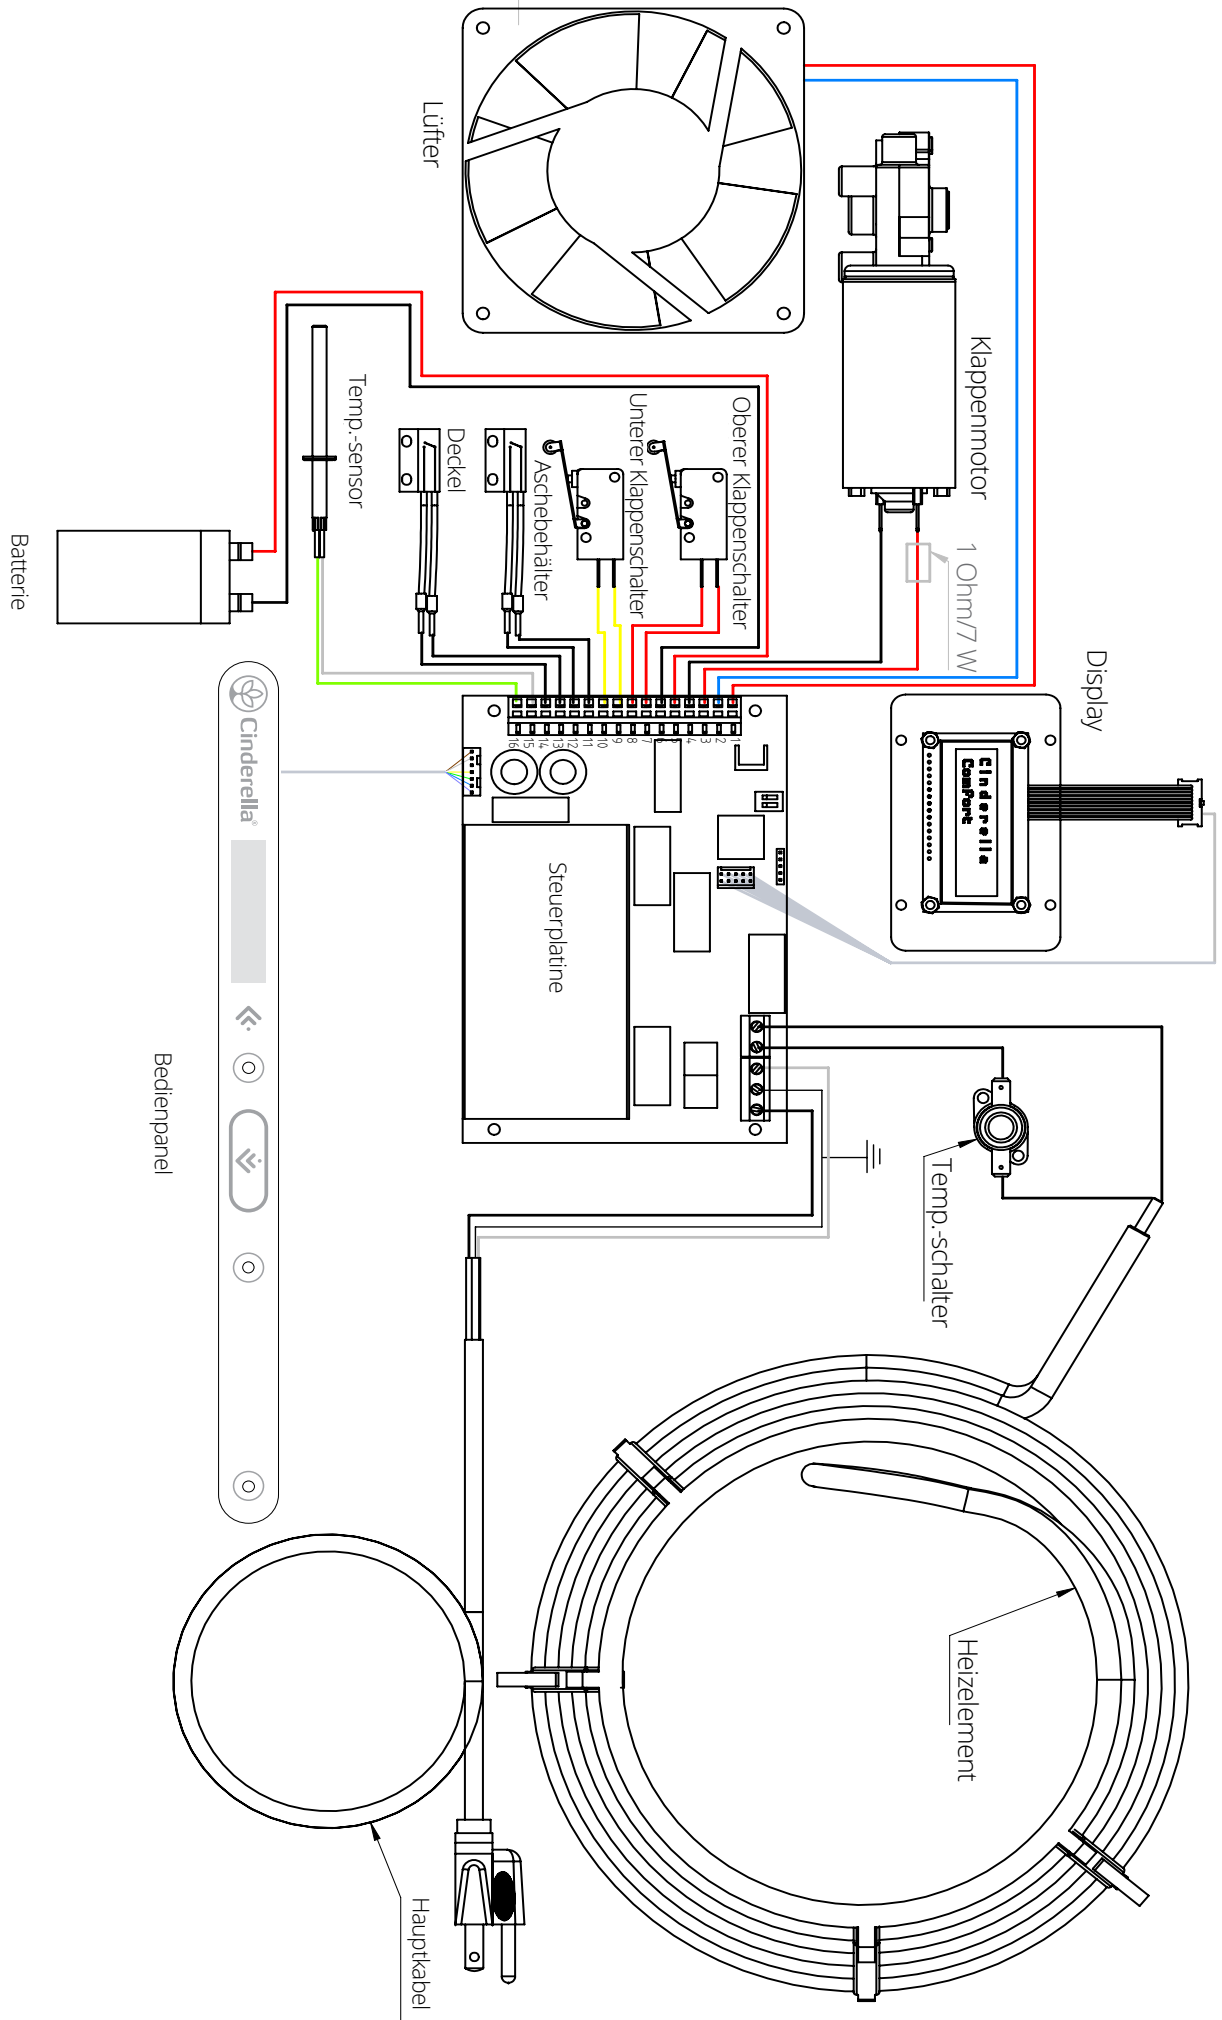 Lüfter
Klappenmotor
1 Ohm/7 W
Display
Cinderella
Comfort
Oberer Klappenschalter
Unterer Klappenschalter
Aschebehälter
Deckel
Temp.-sensor
Batterie
1
2
3
4
5
6
7
8
9
10
11
12
13
14
15
16
Steuerplatine
Cinderella®
Bedienpanel
Temp.-schalter
Heizelement
Hauptkabel